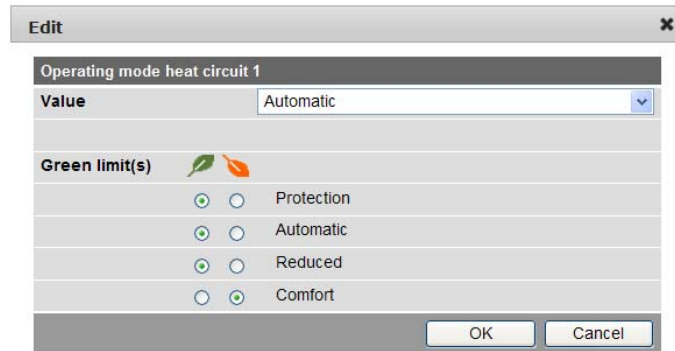 Edit
Operating mode heat circuit 1
Value Automatic
Green limit(s)
Protection
Automatic
Reduced
Comfort
OK Cancel